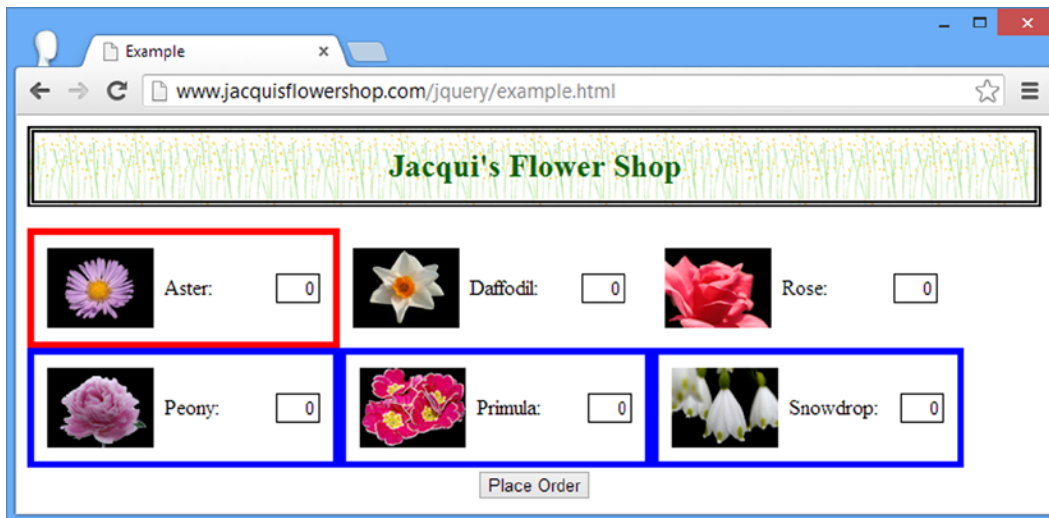 Example
www.jacquisflowershop.com/jquery/example.html
Jacqui's Flower Shop
Aster: 0 Daffodil: 0 Rose: 0
Peony: 0 Primula: 0 Snowdrop: 0
Place Order